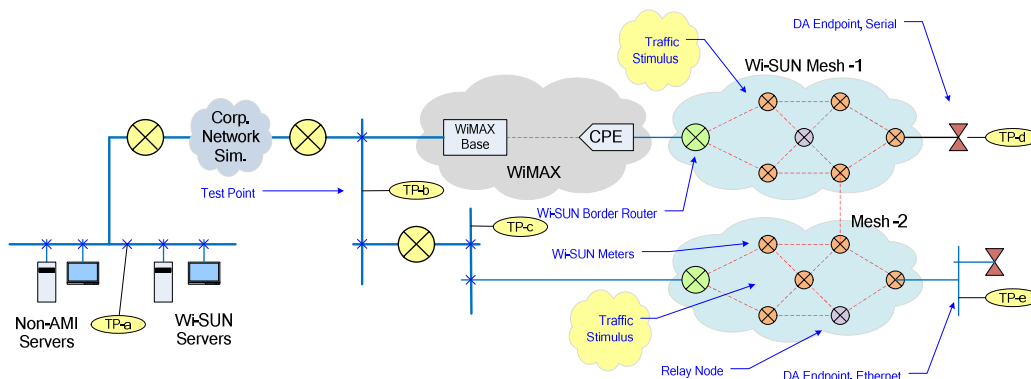 DA Endpoint, Serial
Traffic
Stimulus
Wi-SUN Mesh -1
Corp.
Network
Sim.
WiMAX
Base
CPE
TP-d
WiMAX
Test Point
TP-b
Wi-SUN Border Router
TP-c
Mesh -2
Wi-SUN Meters
Non-AMI
Servers
TP-a
Wi-SUN
Servers
TP-e
Traffic
Stimulus
Relay Node
DA Endpoint, Ethernet